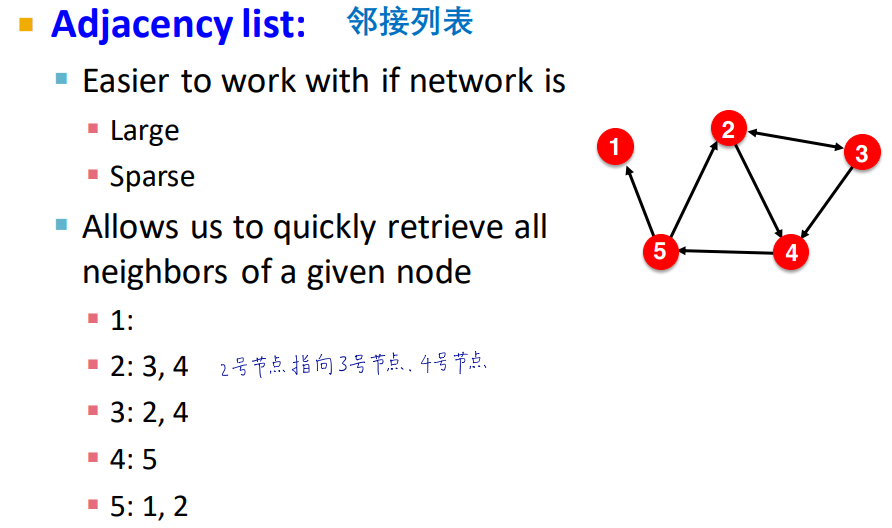 Adjacency list: 邻接列表
Easier to work with if network is
Large
Sparse
Allows us to quickly retrieve all
neighbors of a given node
1:
2: 3, 4 2号节点指向3号节点、4号节点
3: 2, 4
4: 5
5: 1, 2
1
2
3
5
4